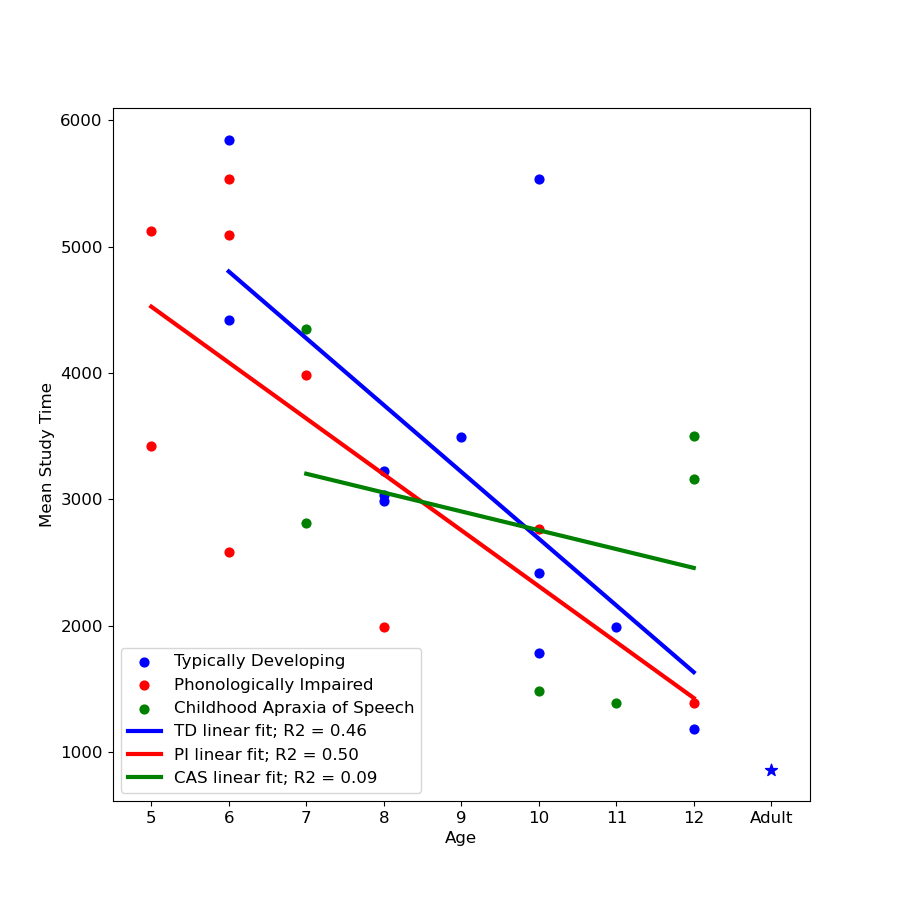 6000
5000
4000
3000
2000
1000
Mean Study Time
Typically Developing
Phonologically Impaired
Childhood Apraxia of Speech
TD linear fit; R2 = 0.46
PI linear fit; R2 = 0.50
CAS linear fit; R2 = 0.09
5 6 7 8 9 10 11 12 Adult
Age